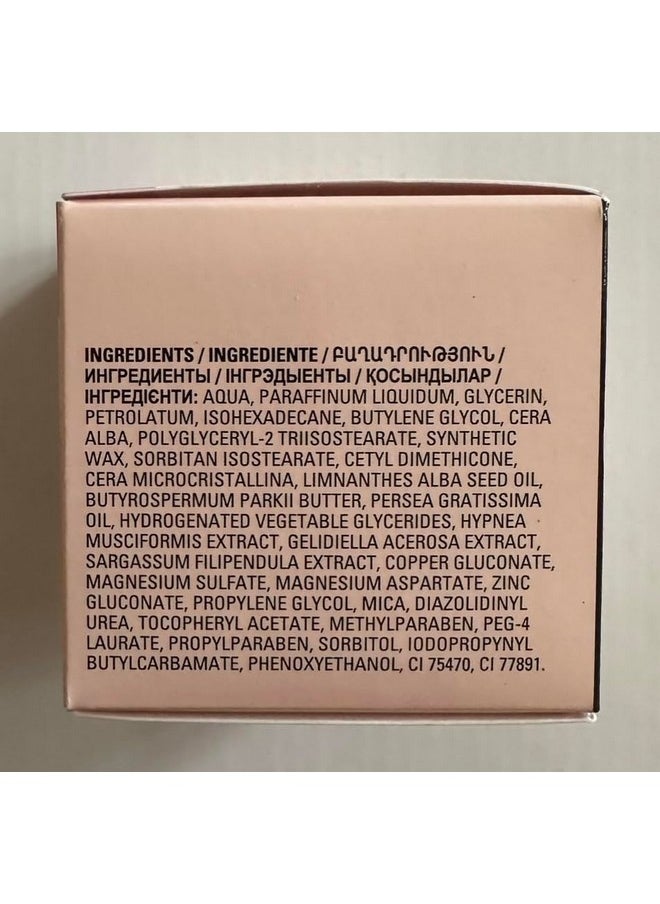 INGREDIENTS / INGREDIENTE / ԲԱՂԱԴՐՈՒԹՅՈՒՆ /
ИНГРЕДИЕНТЫ / ІНГРЭДЫЕНТЫ / ҚОСЫНДЫЛАР /
ІНГРЕДІЄНТИ: AQUA, PARAFFINUM LIQUIDUM, GLYCERIN,
PETROLATUM, ISOHEXADECANE, BUTYLENE GLYCOL, CERA
ALBA, POLYGLYCERYL-2 TRIISOSTEARATE, SYNTHETIC
WAX, SORBITAN ISOSTEARATE, CETYL DIMETHICONE,
CERA MICROCRISTALLINA, LIMNANTHES ALBA SEED OIL,
BUTYROSPERMUM PARKII BUTTER, PERSEA GRATISSIMA
OIL, HYDROGENATED VEGETABLE GLYCERIDES, HYPNEA
MUSCIFORMIS EXTRACT, GELIDIELLA ACEROSA EXTRACT,
SARGASSUM FILIPENDULA EXTRACT, COPPER GLUCONATE,
MAGNESIUM SULFATE, MAGNESIUM ASPARTATE, ZINC
GLUCONATE, PROPYLENE GLYCOL, MICA, DIAZOLIDINYL
UREA, TOCOPHERYL ACETATE, METHYLPARABEN, PEG-4
LAURATE, PROPYLPARABEN, SORBITOL, IODOPROPYNYL
BUTYLCARBAMATE, PHENOXYETHANOL, CI 75470, CI 77891.